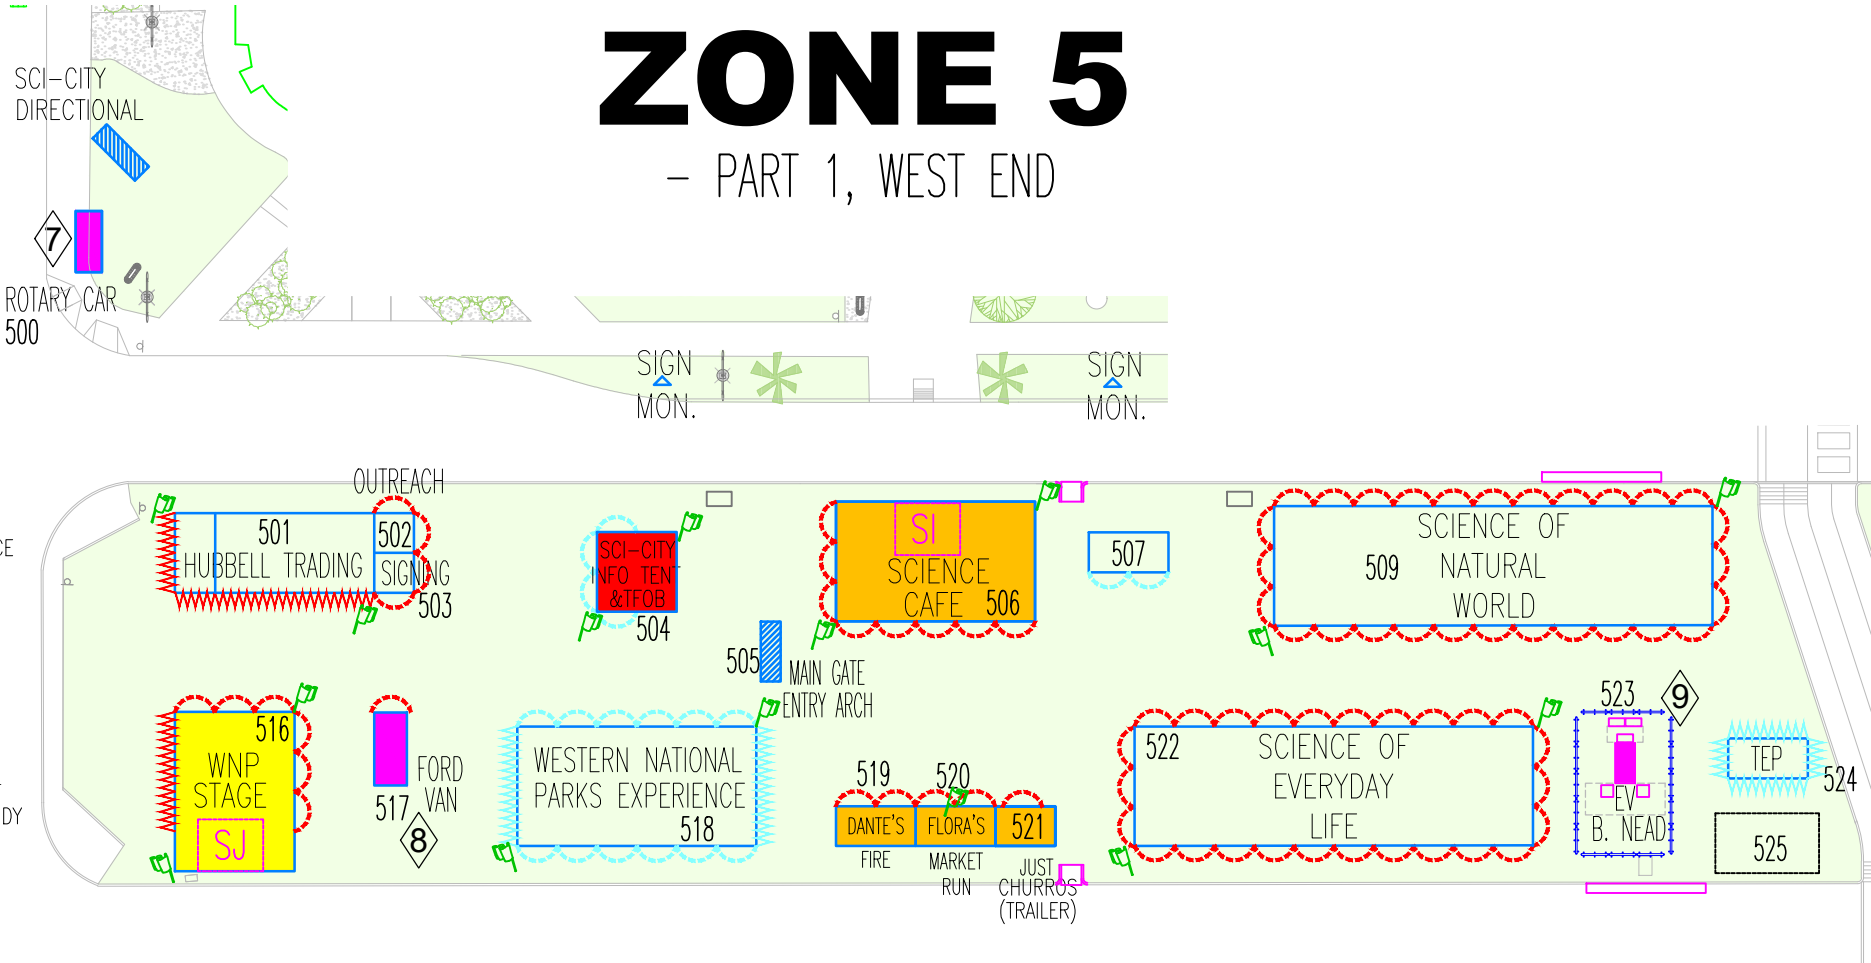 ZONE 5
- PART 1, WEST END
SCI-CITY
DIRECTIONAL
7
ROTARY CAR
500
SIGN
MON.
SIGN
MON.
OUTREACH
501
HUBBELL TRADING
502
SIGNING
503
SCI-CITY
INFO TENT
&TFOB
504
505
MAIN GATE
ENTRY ARCH
SI
SCIENCE
CAFE 506
507
SCIENCE OF
509 NATURAL
WORLD
CE
DY
516
WNP
STAGE
SJ
FORD
VAN
517
8
WESTERN NATIONAL
PARKS EXPERIENCE
518
519
520
DANTE'S
FIRE
FLORA'S
MARKET
RUN
521
JUST
CHURROS
(TRAILER)
522
SCIENCE OF
EVERYDAY
LIFE
523
9
EV
B. NEAD
TEP
524
525